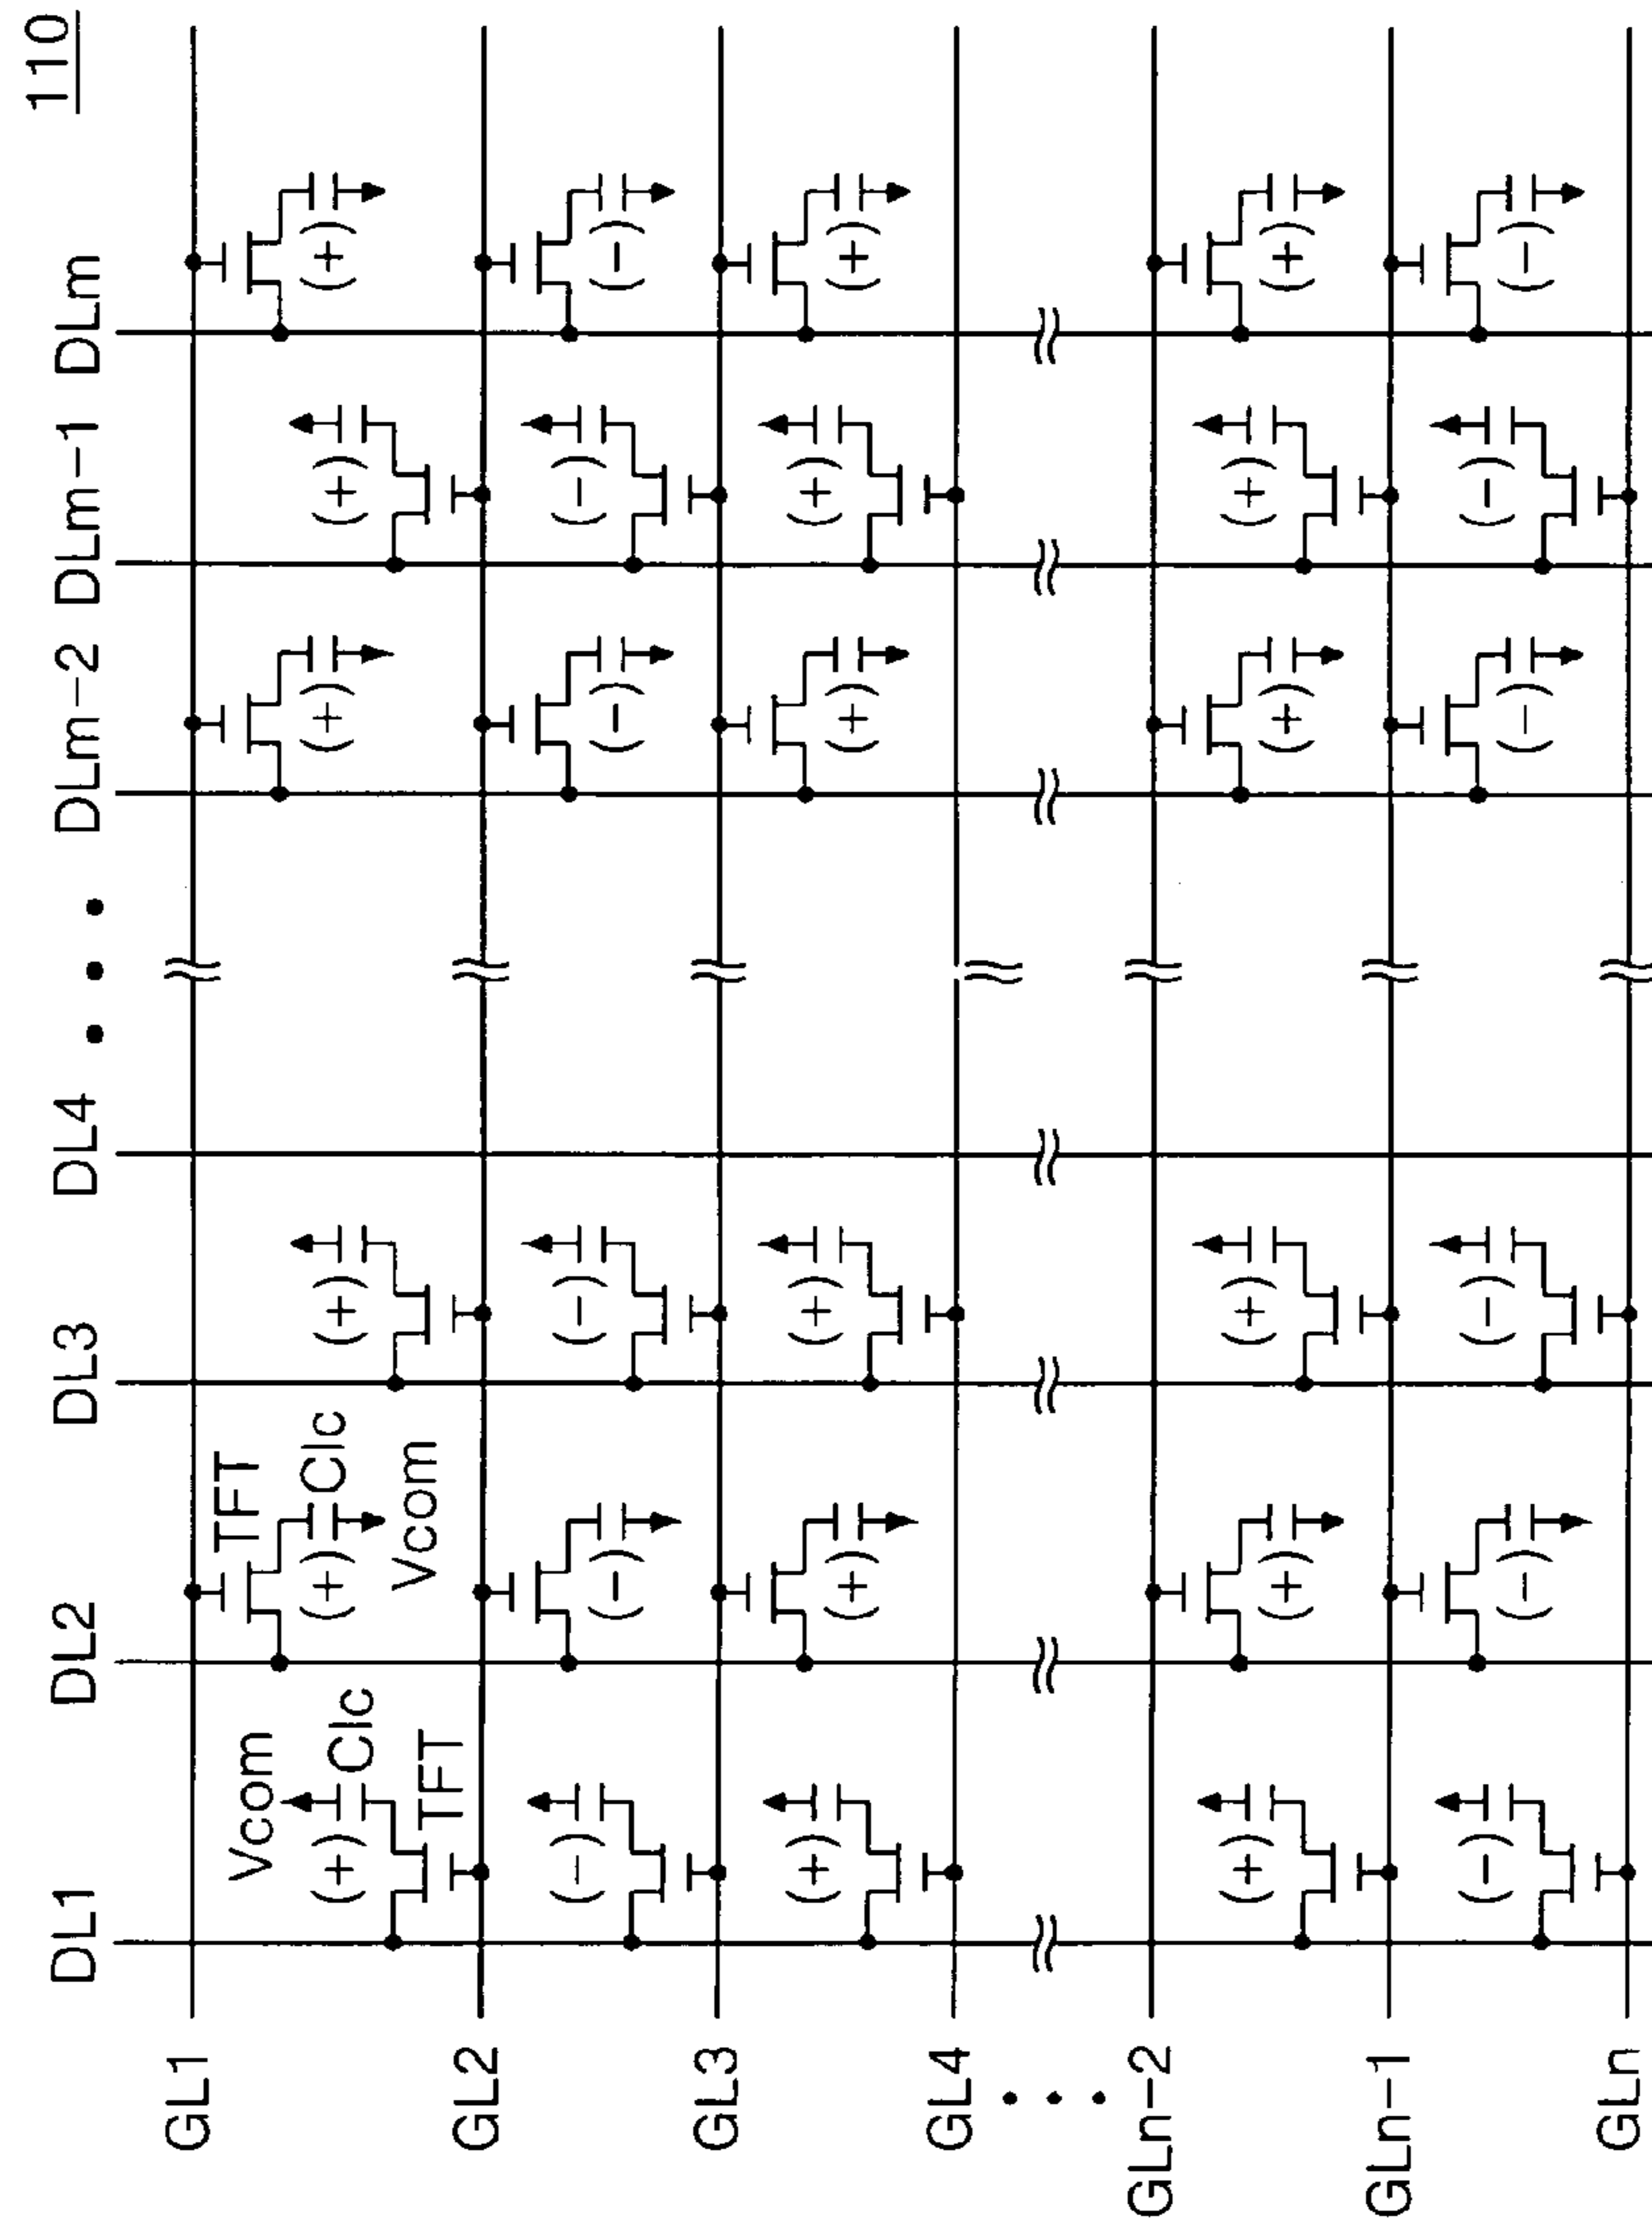 110
DL1 DL2 DL3 DL4 • • • DLm-2 DLm-1 DLm
GL1
Vcom TFT
(+) Clc (+) Clc (+) (+) (+) (+)
TFT Vcom
GL2
(-) (-) (-) (-) (-) (-)
GL3
(+) (+) (+) (+) (+) (+)
GL4
• • •
GLn-2
(+) (+) (+) (+) (+) (+)
GLn-1
(-) (-) (-) (-) (-) (-)
GLn